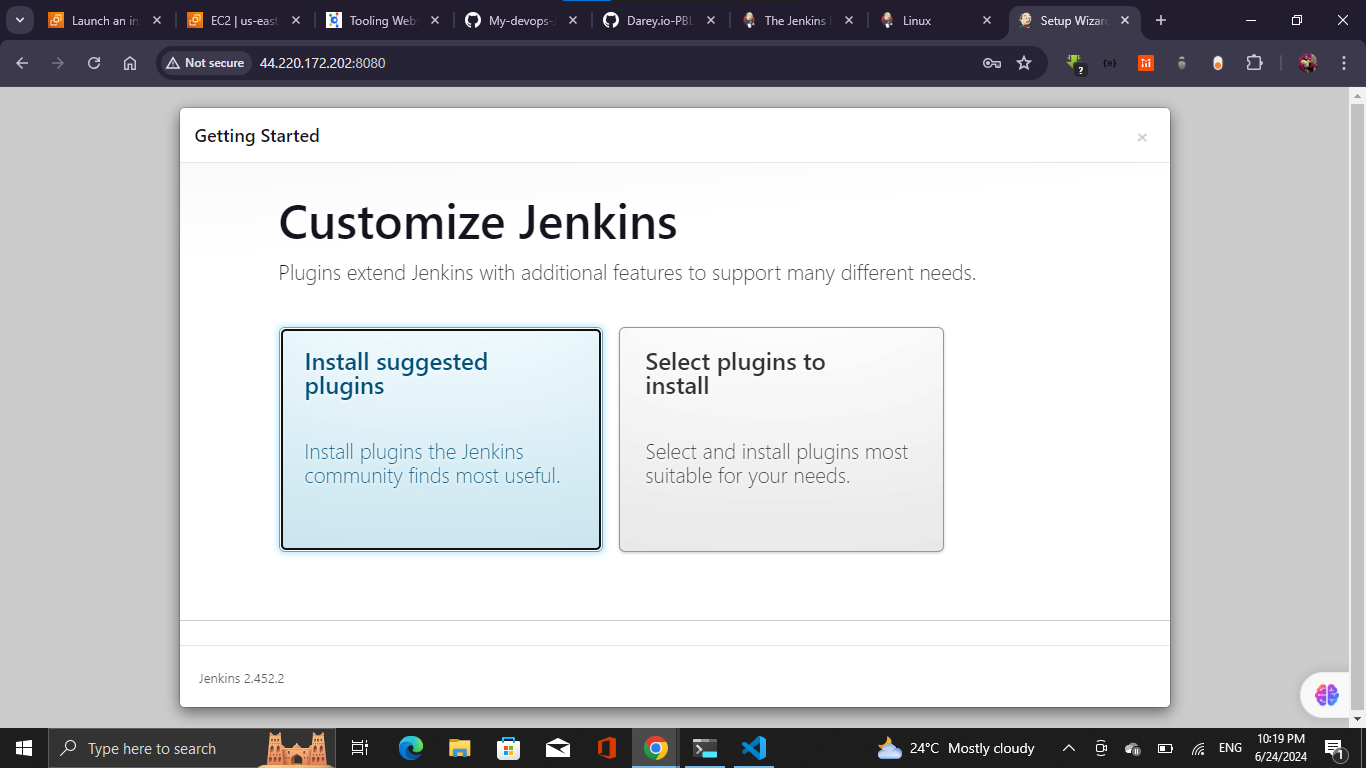 Launch an in
EC2 | us-east
Tooling Webs
My-devops-
Darey.io-PBL
The Jenkins
Linux
Setup Wizard
Not secure
44.220.172.202:8080
Getting Started
×
Customize Jenkins
Plugins extend Jenkins with additional features to support many different needs.
Install suggested
plugins
Install plugins the Jenkins
community finds most useful.
Select plugins to
install
Select and install plugins most
suitable for your needs.
Jenkins 2.452.2
Type here to search
24°C Mostly cloudy
ENG
10:19 PM
6/24/2024
1